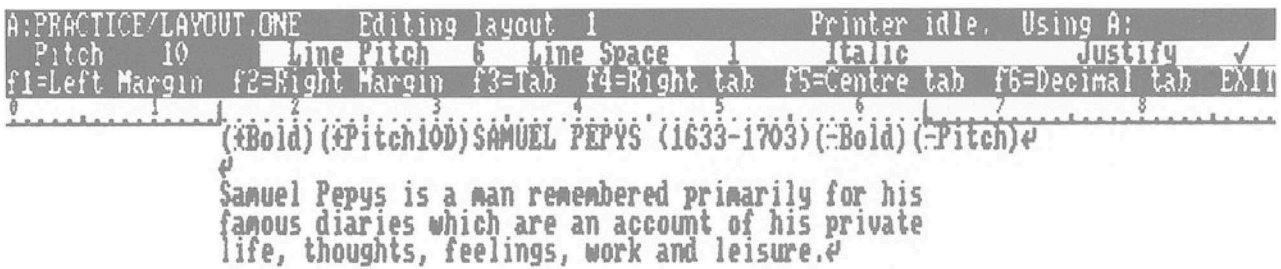 A:PRACTICE/LAYOUT.ONE Editing layout 1 Printer idle. Using A:
Pitch 10 Line Pitch 6 Line Space 1 Italic Justify ✓
f1=Left Margin f2=Right Margin f3=Tab f4=Right tab f5=Centre tab f6=Decimal tab EXIT
0 1 2 3 4 5 6 7 8
(+Bold)(+Pitch10D)SAMUEL PEPYS (1633-1703)(-Bold)(-Pitch)↵
↵
Samuel Pepys is a man remembered primarily for his
famous diaries which are an account of his private
life, thoughts, feelings, work and leisure.↵